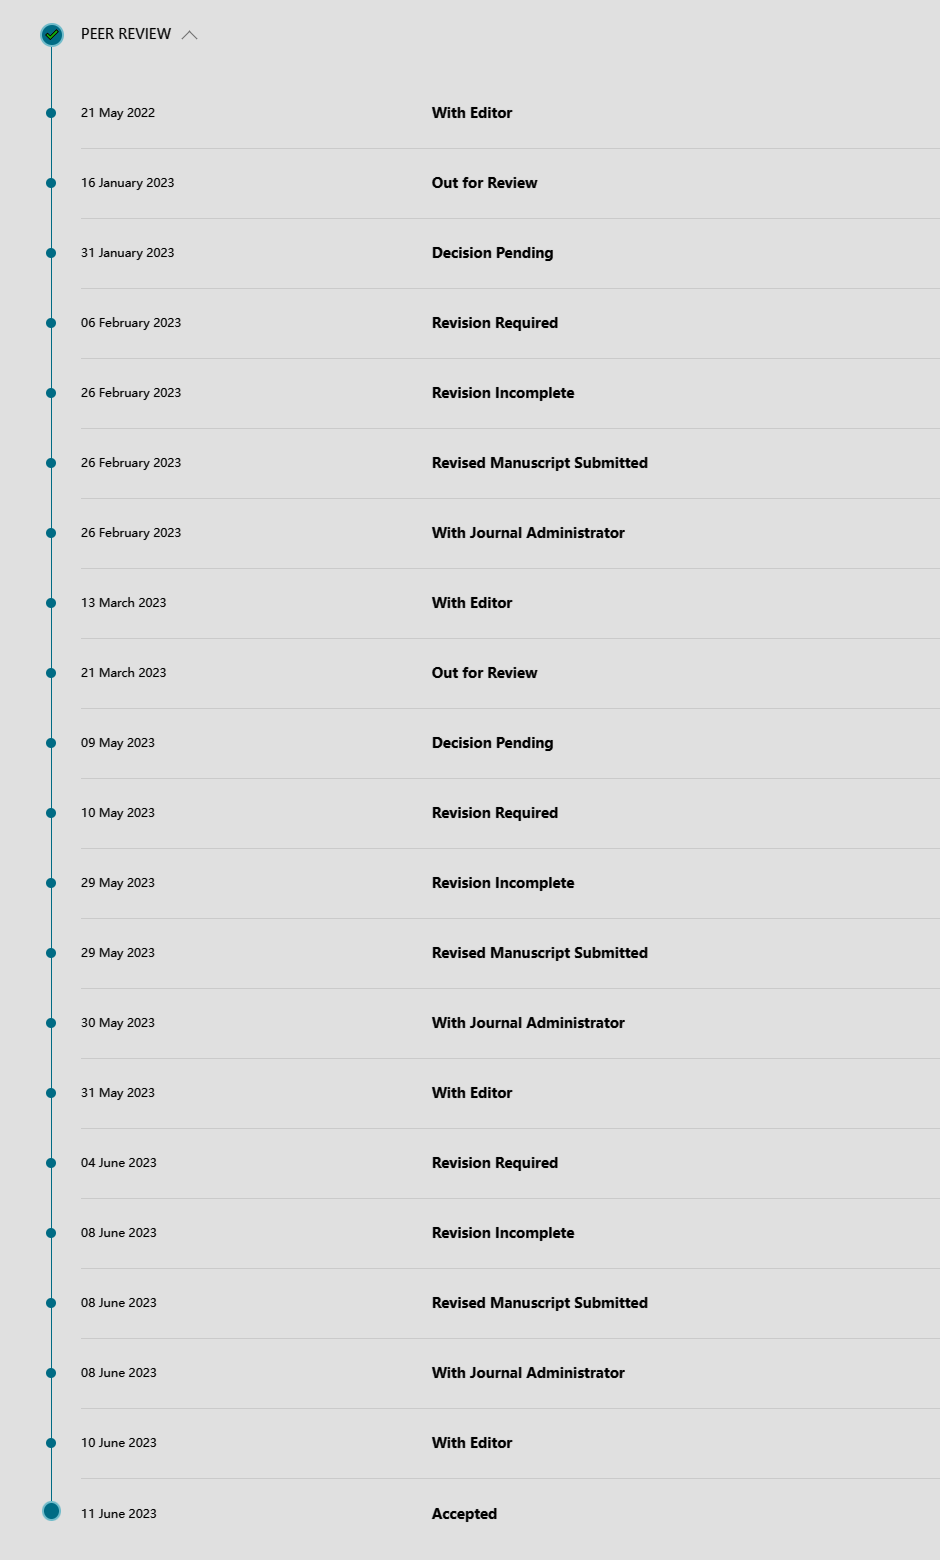 PEER REVIEW
21 May 2022 With Editor
16 January 2023 Out for Review
31 January 2023 Decision Pending
06 February 2023 Revision Required
26 February 2023 Revision Incomplete
26 February 2023 Revised Manuscript Submitted
26 February 2023 With Journal Administrator
13 March 2023 With Editor
21 March 2023 Out for Review
09 May 2023 Decision Pending
10 May 2023 Revision Required
29 May 2023 Revision Incomplete
29 May 2023 Revised Manuscript Submitted
30 May 2023 With Journal Administrator
31 May 2023 With Editor
04 June 2023 Revision Required
08 June 2023 Revision Incomplete
08 June 2023 Revised Manuscript Submitted
08 June 2023 With Journal Administrator
10 June 2023 With Editor
11 June 2023 Accepted